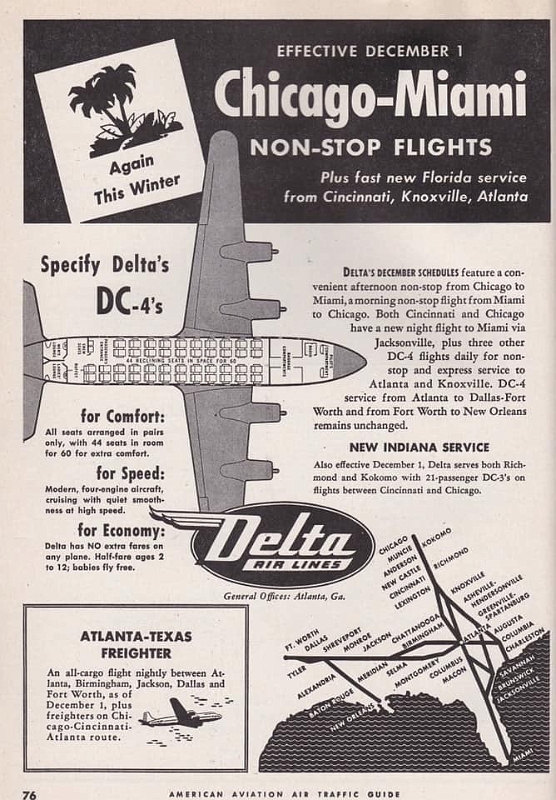 EFFECTIVE DECEMBER 1
Chicago-Miami
NON-STOP FLIGHTS
Plus fast new Florida service
from Cincinnati, Knoxville, Atlanta
Again
This Winter
Specify Delta's
DC-4's
44 RECLINING SEATS IN SPACE FOR 60
DELTA'S DECEMBER SCHEDULES feature a con-
venient afternoon non-stop from Chicago to
Miami, a morning non-stop flight from Miami
to Chicago. Both Cincinnati and Chicago
have a new night flight to Miami via
Jacksonville, plus three other
DC-4 flights daily for non-
stop and express service to
Atlanta and Knoxville. DC-4
service from Atlanta to Dallas-Fort
Worth and from Fort Worth to New Orleans
remains unchanged.
for Comfort:
All seats arranged in pairs
only, with 44 seats in room
for 60 for extra comfort.
for Speed:
Modern, four-engine aircraft,
cruising with quiet smooth-
ness at high speed.
for Economy:
Delta has NO extra fares on
any plane. Half-fare ages 2
to 12; babies fly free.
NEW INDIANA SERVICE
Also effective December 1, Delta serves both Rich-
mond and Kokomo with 21-passenger DC-3's on
flights between Cincinnati and Chicago.
Delta
AIR LINES
General Offices: Atlanta, Ga.
ATLANTA-TEXAS
FREIGHTER
An all-cargo flight nightly between At-
lanta, Birmingham, Jackson, Dallas and
Fort Worth, as of
December 1, plus
freighters on Chi-
cago-Cincinnati-
Atlanta route.
CHICAGO
KOKOMO
MUNCIE
ANDERSON
RICHMOND
NEW CASTLE
CINCINNATI
LEXINGTON
KNOXVILLE
ASHEVILLE-
HENDERSONVILLE
GREENVILLE-
SPARTANBURG
AUGUSTA
COLUMBIA
CHARLESTON
ATLANTA
CHATTANOOGA
BIRMINGHAM
FT. WORTH
DALLAS
SHREVEPORT
MONROE
JACKSON
TYLER
ALEXANDRIA
BATON ROUGE
NEW ORLEANS
MERIDIAN
SELMA
MONTGOMERY
COLUMBUS
MACON
SAVANNAH
BRUNSWICK
JACKSONVILLE
MIAMI
76
AMERICAN AVIATION AIR TRAFFIC GUIDE